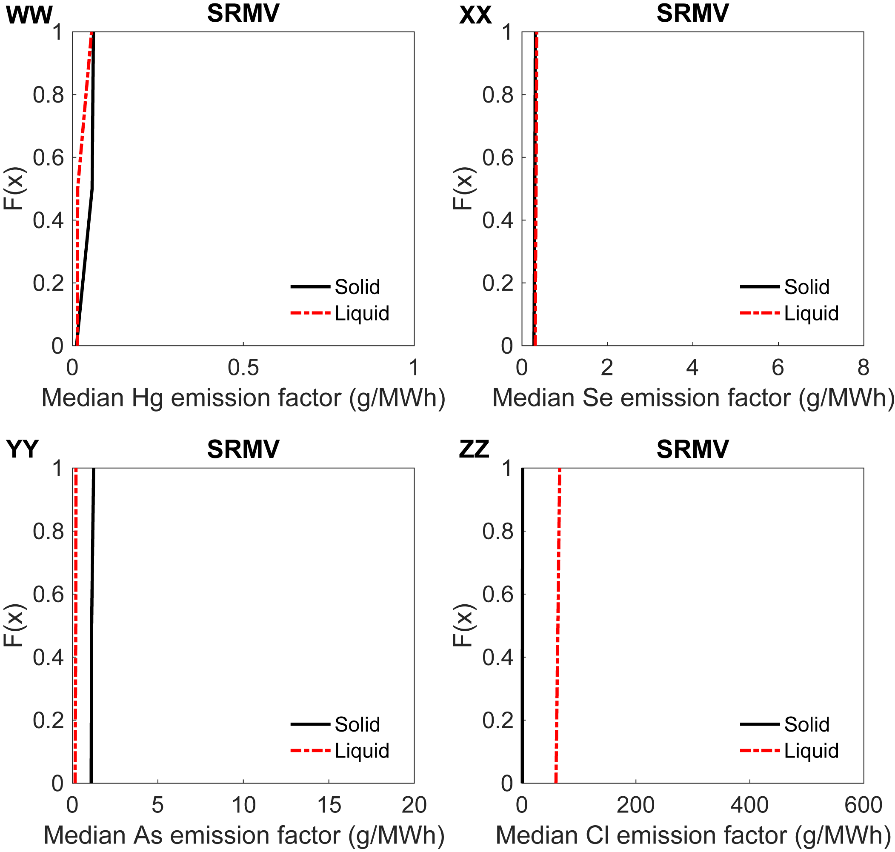 WW SRMV
1
0.8
0.6
0.4
0.2
0
F(x)
Solid
Liquid
0 0.5 1
Median Hg emission factor (g/MWh)
XX SRMV
1
0.8
0.6
0.4
0.2
0
F(x)
Solid
Liquid
0 2 4 6 8
Median Se emission factor (g/MWh)
YY SRMV
1
0.8
0.6
0.4
0.2
0
F(x)
Solid
Liquid
0 5 10 15 20
Median As emission factor (g/MWh)
ZZ SRMV
1
0.8
0.6
0.4
0.2
0
F(x)
Solid
Liquid
0 200 400 600
Median Cl emission factor (g/MWh)